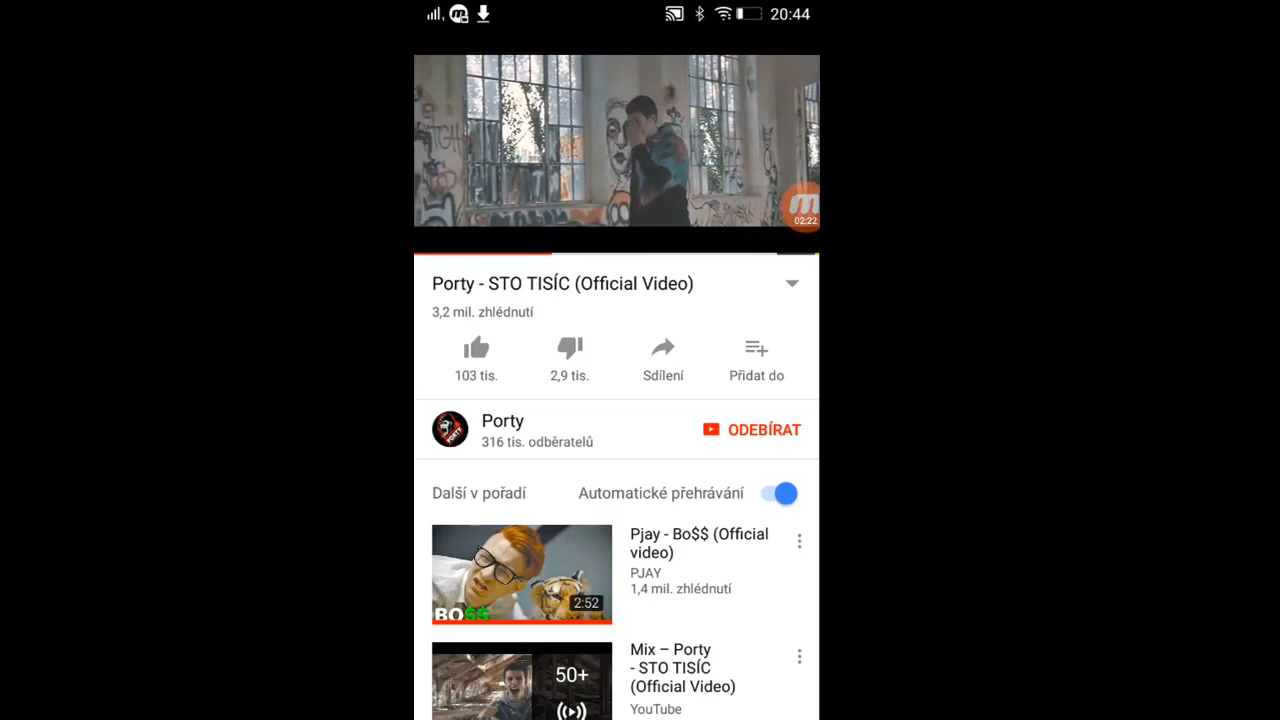 20:44
02:22
Porty - STO TISÍC (Official Video)
3,2 mil. zhlédnutí
103 tis.
2,9 tis.
Sdílení
Přidat do
PORTY
Porty
316 tis. odběratelů
ODEBÍRAT
Další v pořadí
Automatické přehrávání
BO$$
2:52
Pjay - Bo$$ (Official
video)
PJAY
1,4 mil. zhlédnutí
50+
Mix – Porty
- STO TISÍC
(Official Video)
YouTube